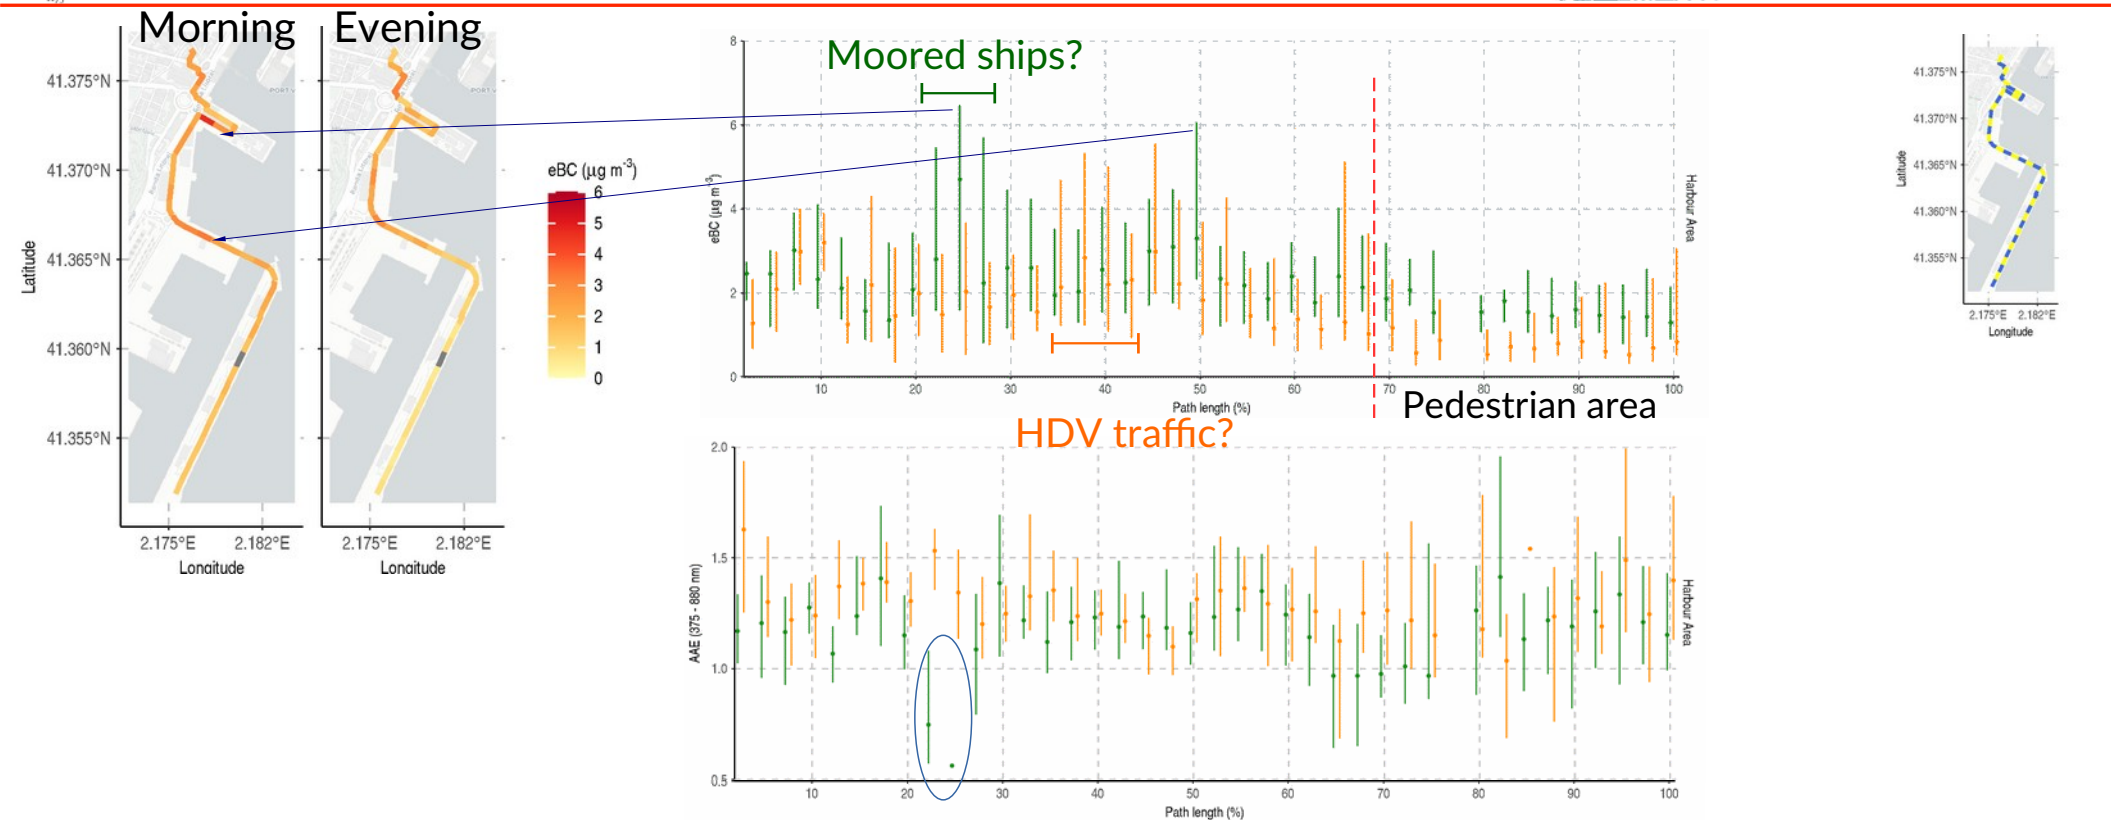 Morning
Evening
41.375°N
41.370°N
41.365°N
41.360°N
41.355°N
Latitude
2.175°E 2.182°E
Longitude
2.175°E 2.182°E
Longitude
PORT V
PORT V
eBC (µg m-3)
6
5
4
3
2
1
0
Moored ships?
8
6
4
2
0
eBC (µg m-3)
10 20 30 40 50 60 70 80 90 100
Path length (%)
Harbour Area
Pedestrian area
HDV traffic?
2.0
1.5
1.0
0.5
AAE (375 - 880 nm)
10 20 30 40 50 60 70 80 90 100
Path length (%)
Harbour Area
41.375°N
41.370°N
41.365°N
41.360°N
41.355°N
Latitude
2.175°E 2.182°E
Longitude